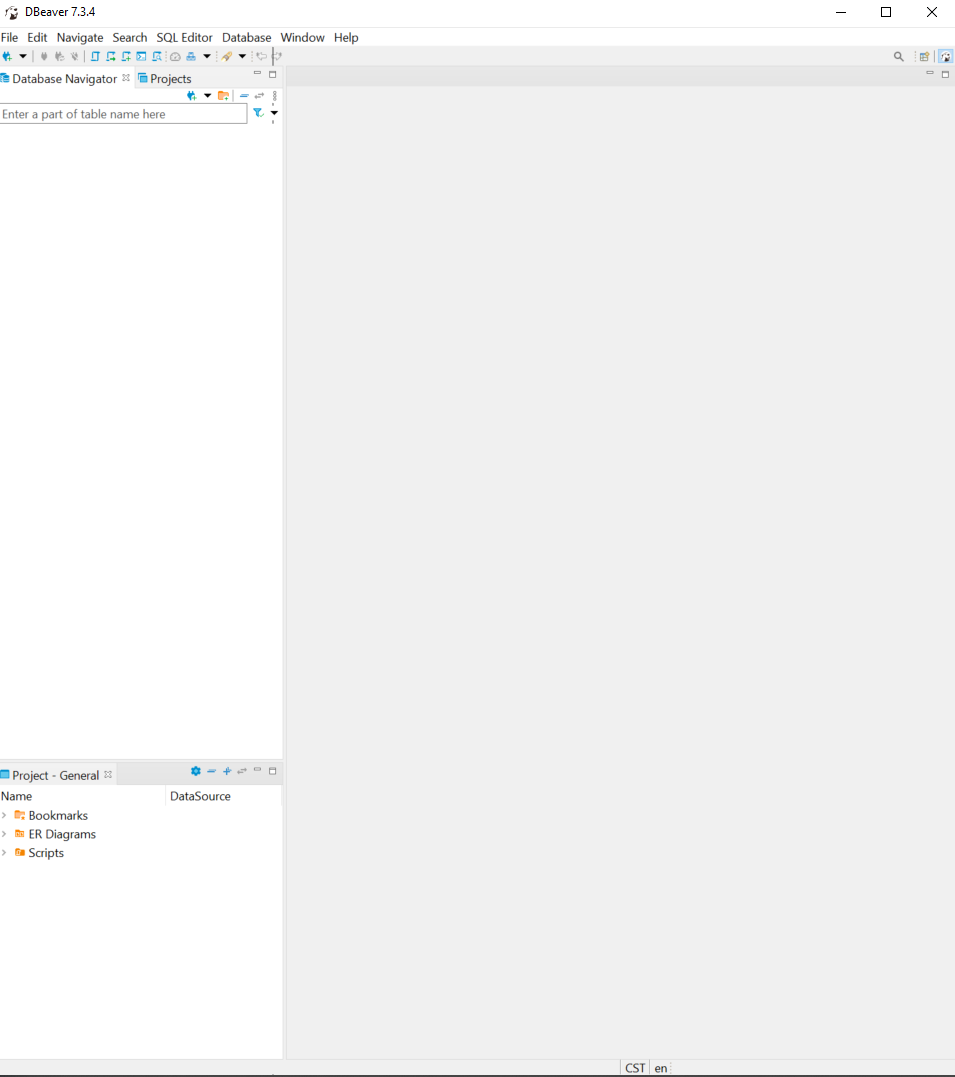 DBeaver 7.3.4
File Edit Navigate Search SQL Editor Database Window Help
Database Navigator Projects
Enter a part of table name here
Project - General
Name DataSource
Bookmarks
ER Diagrams
Scripts
CST en